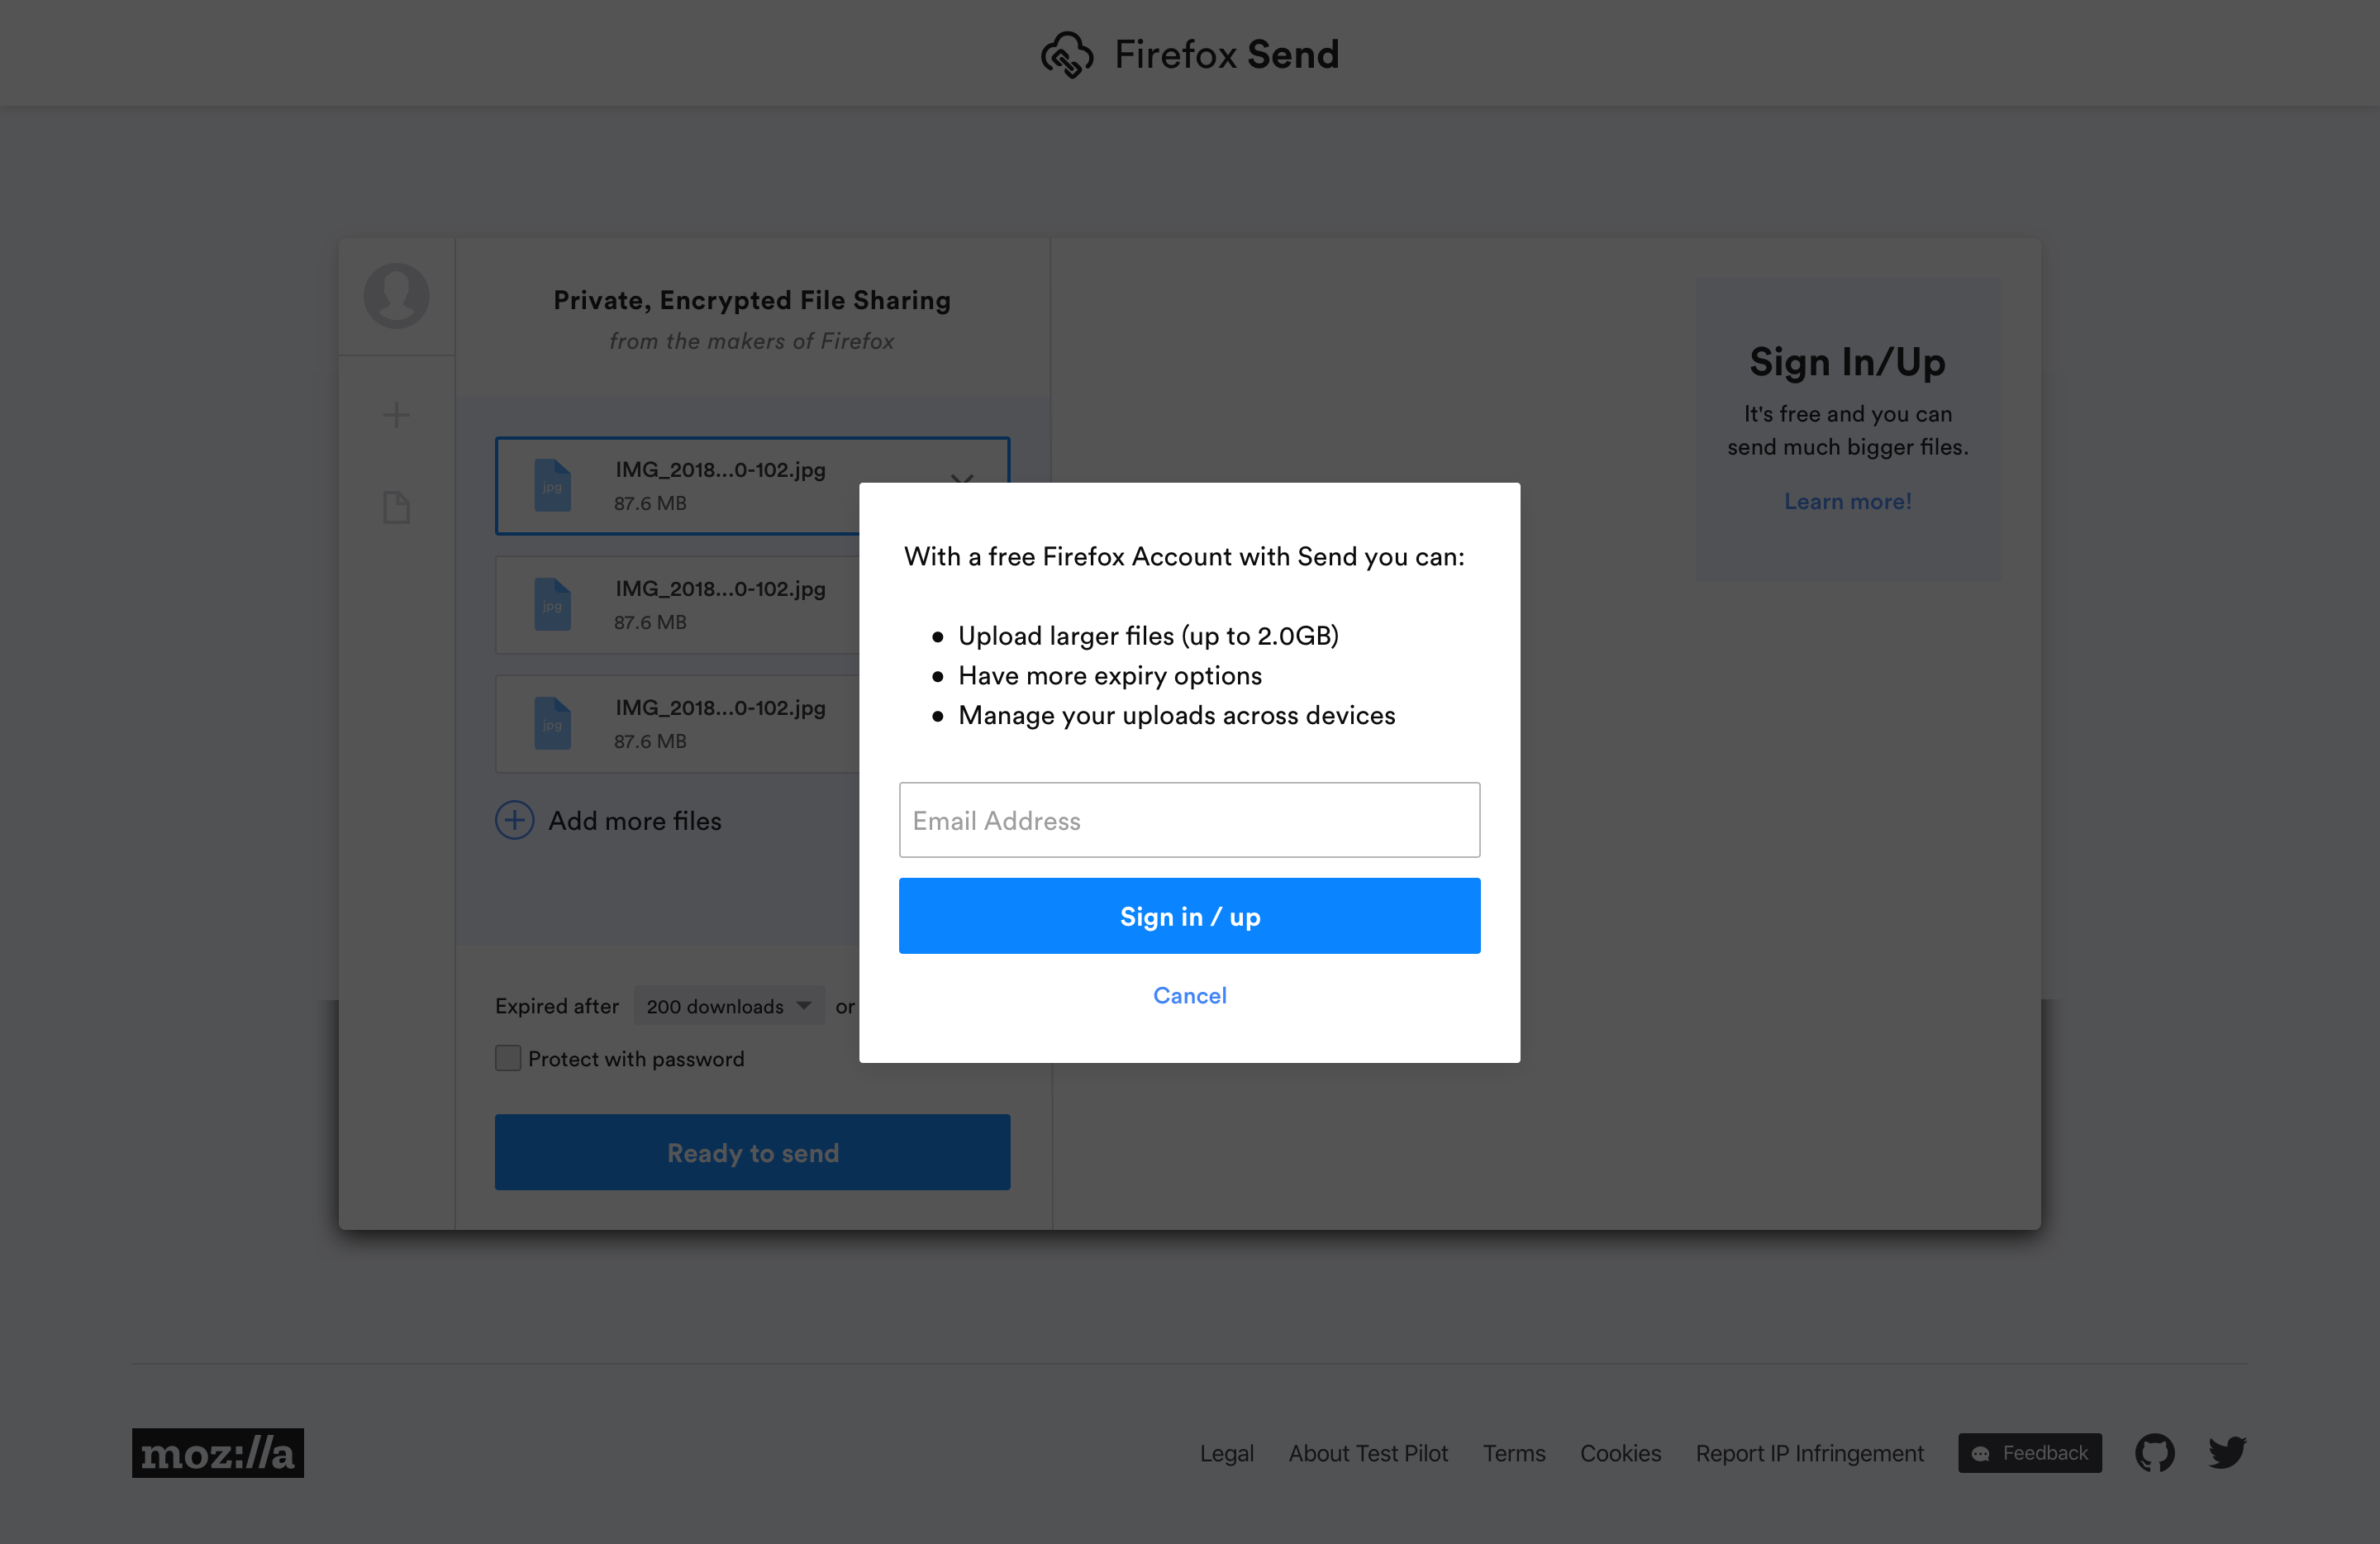 Firefox Send
Private, Encrypted File Sharing
from the makers of Firefox
jpg
IMG_2018...0-102.jpg
87.6 MB
jpg
IMG_2018...0-102.jpg
87.6 MB
jpg
IMG_2018...0-102.jpg
87.6 MB
Add more files
Expired after 200 downloads or
Protect with password
Ready to send
With a free Firefox Account with Send you can:
● Upload larger files (up to 2.0GB)
● Have more expiry options
● Manage your uploads across devices
Email Address
Sign in / up
Cancel
Sign In/Up
It's free and you can
send much bigger files.
Learn more!
moz://a
Legal About Test Pilot Terms Cookies Report IP Infringement Feedback